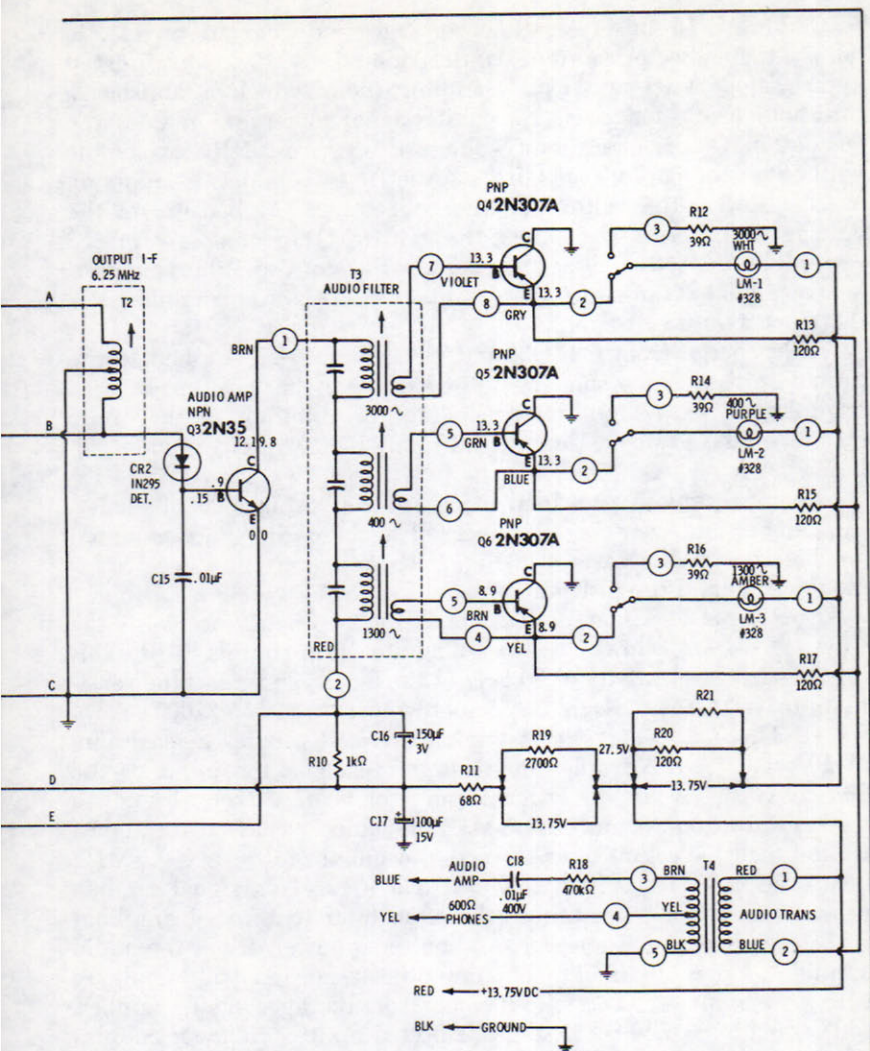 PNP
Q4 2N307A
C
13.3
B
E
13.3
7
VIOLET
8
GRY
2
3
R12
39Ω
3000~
WHT
LM-1
#328
1
R13
120Ω
OUTPUT I-F
6.25 MHz
T2
A
T3
AUDIO FILTER
BRN
1
3000~
PNP
Q5 2N307A
C
13.3
B
E
13.3
5
GRN
BLUE
2
3
R14
39Ω
400~
PURPLE
LM-2
#328
1
R15
120Ω
B
AUDIO AMP
NPN
Q3 2N35
12.1 9.8
C
.9
.15 B
E
0 0
CR2
IN295
DET.
C15
.01μF
400~
6
PNP
Q6 2N307A
C
8.9
B
E
8.9
5
BRN
4
YEL
2
3
R16
39Ω
1300~
AMBER
LM-3
#328
1
R17
120Ω
1300~
RED
2
C
C16
150μF
3V
+
R10
1kΩ
R11
68Ω
R19
2700Ω
27.5V
R21
R20
120Ω
13.75V
13.75V
D
E
C17
+
100μF
15V
BLUE
AUDIO
AMP
C18
.01μF
400V
R18
470kΩ
3
BRN
T4
RED
1
YEL
600Ω
PHONES
4
YEL
AUDIO TRANS
5
BLK
BLUE
2
RED
+13.75VDC
BLK
GROUND